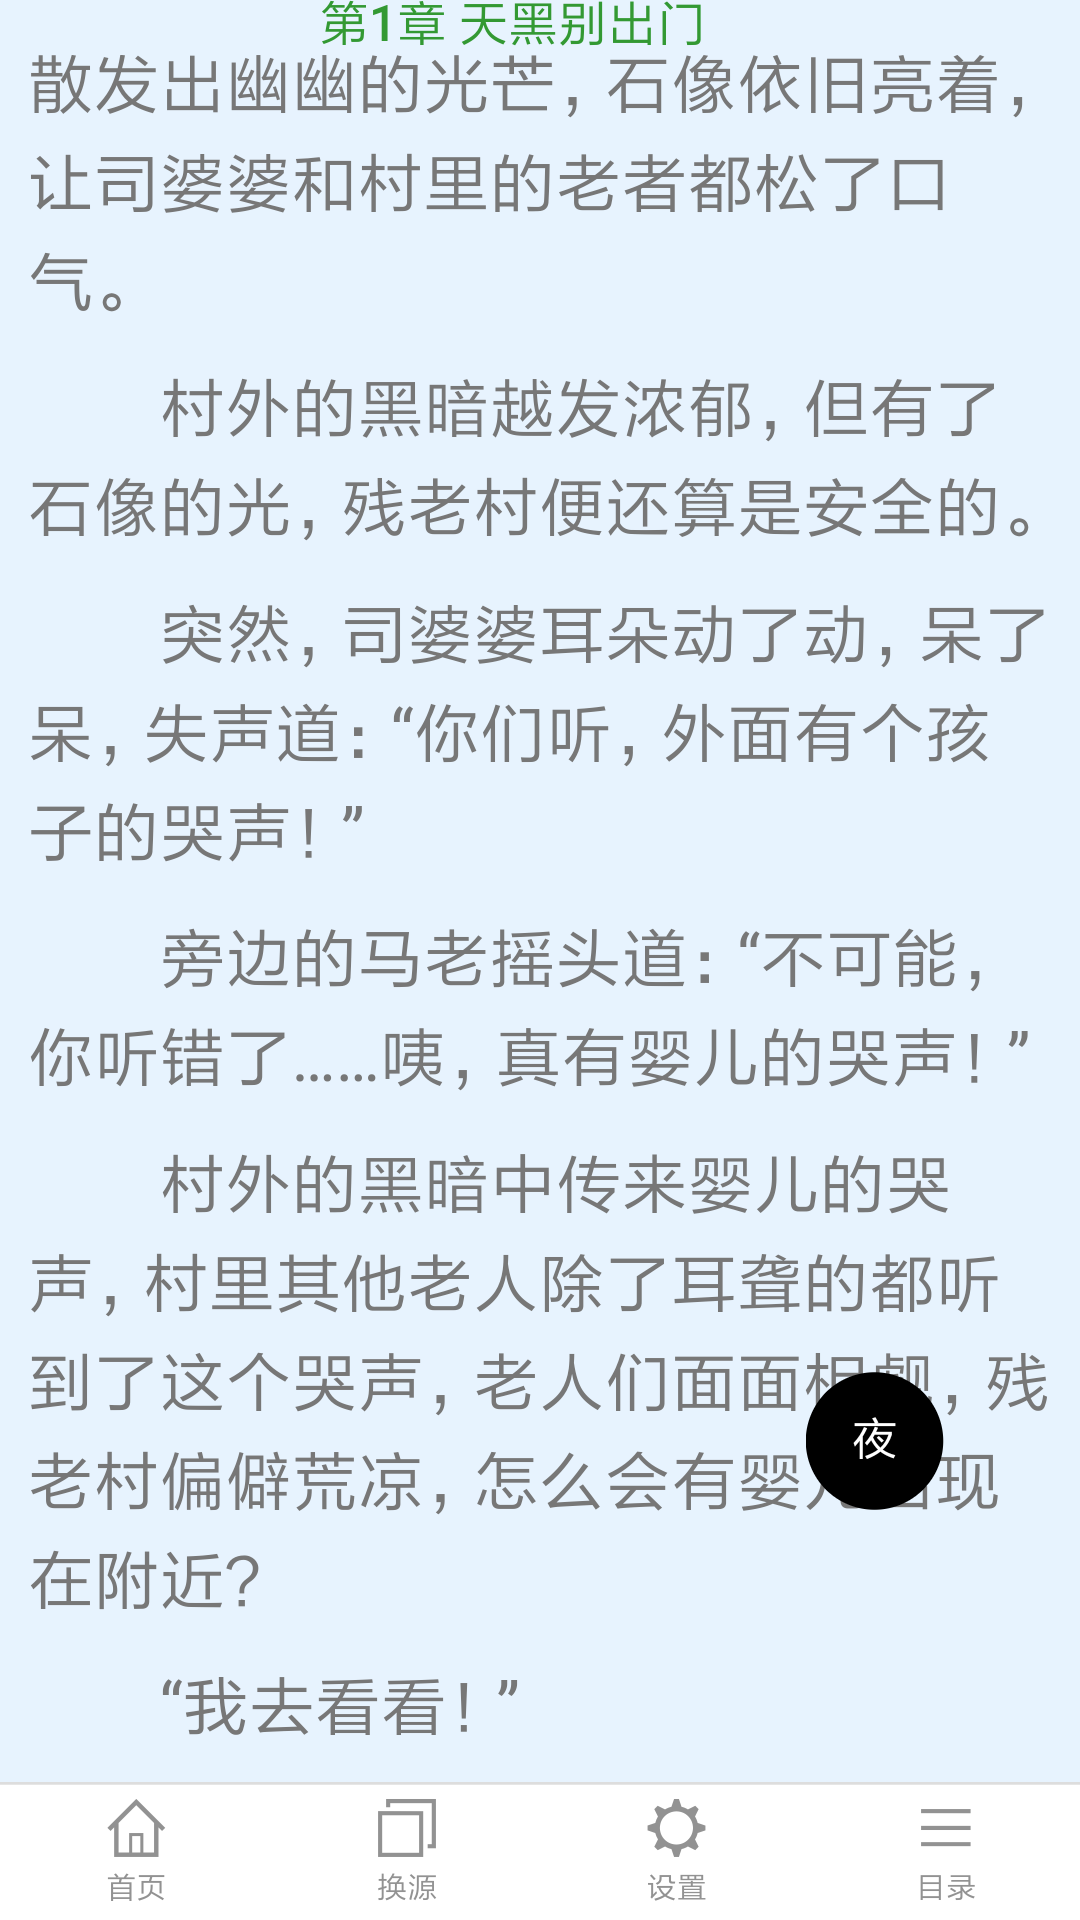 第1章 天黑别出门
散发出幽幽的光芒，石像依旧亮着，
让司婆婆和村里的老者都松了口
气。
村外的黑暗越发浓郁，但有了
石像的光，残老村便还算是安全的。
突然，司婆婆耳朵动了动，呆了
呆，失声道：“你们听，外面有个孩
子的哭声！”
旁边的马老摇头道：“不可能，
你听错了……咦，真有婴儿的哭声！”
村外的黑暗中传来婴儿的哭
声，村里其他老人除了耳聋的都听
到了这个哭声，老人们面面相觑，残
老村偏僻荒凉，怎么会有婴儿出现
在附近？
夜
“我去看看！”
首页 换源 设置 目录